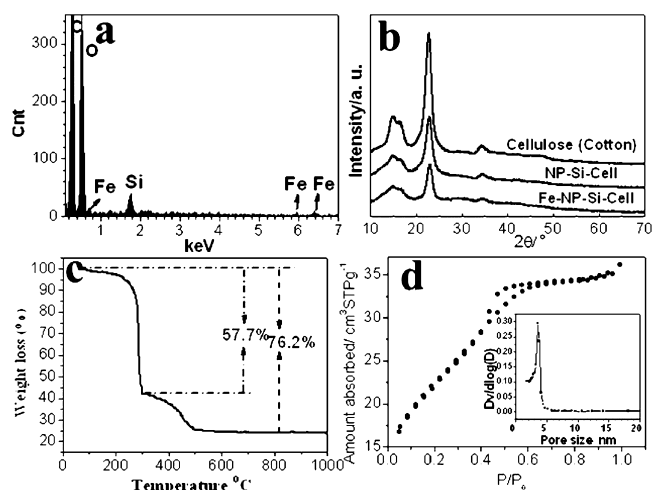 a
C
O
Cnt
300
200
100
0
Fe
Si
Fe
Fe
1
2
3
4
5
6
7
keV
b
Intensity/a. u.
Cellulose (Cotton)
NP-Si-Cell
Fe-NP-Si-Cell
10
20
30
40
50
60
70
2θ/°
c
Weight loss (%)
100
90
80
70
60
50
40
30
20
57.7%
76.2%
0
200
400
600
800
1000
Temperature °C
d
Amount absorbed/ cm³STPg⁻¹
35
30
25
20
15
0.0
0.2
0.4
0.6
0.8
1.0
P/P₀
Dv/dlog(D)
0.30
0.25
0.20
0.15
0.10
0.05
0.00
0
5
10
15
20
Pore size nm